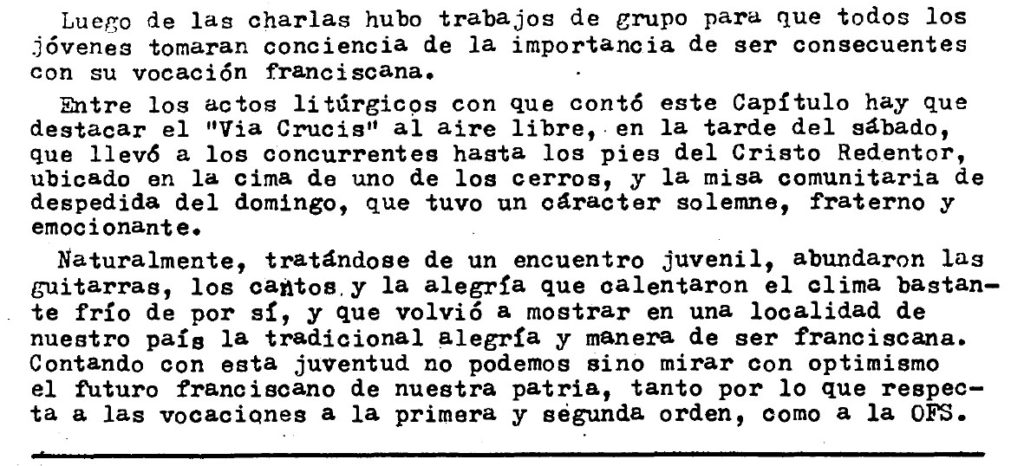 Luego de las charlas hubo trabajos de grupo para que todos los
jóvenes tomaran conciencia de la importancia de ser consecuentes
con su vocación franciscana.
Entre los actos litúrgicos con que contó este Capítulo hay que
destacar el "Via Crucis" al aire libre, en la tarde del sábado,
que llevó a los concurrentes hasta los pies del Cristo Redentor,
ubicado en la cima de uno de los cerros, y la misa comunitaria de
despedida del domingo, que tuvo un cáracter solemne, fraterno y
emocionante.
Naturalmente, tratándose de un encuentro juvenil, abundaron las
guitarras, los cantos y la alegría que calentaron el clima bastan-
te frío de por sí, y que volvió a mostrar en una localidad de
nuestro país la tradicional alegría y manera de ser franciscana.
Contando con esta juventud no podemos sino mirar con optimismo
el futuro franciscano de nuestra patria, tanto por lo que respec-
ta a las vocaciones a la primera y segunda orden, como a la OFS.